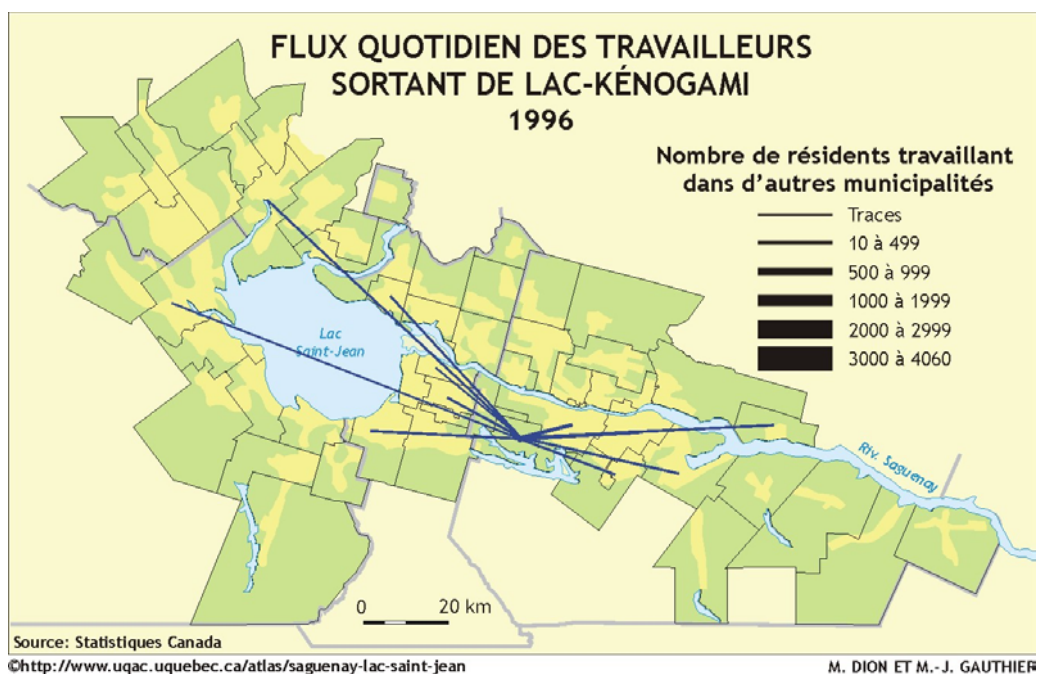 FLUX QUOTIDIEN DES TRAVAILLEURS
SORTANT DE LAC-KÉNOGAMI
1996
Nombre de résidents travaillant
dans d'autres municipalités
Traces
10 à 499
500 à 999
1000 à 1999
2000 à 2999
3000 à 4060
Lac
Saint-Jean
Riv. Saguenay
0 20 km
Source: Statistiques Canada
©http://www.uqac.uquebec.ca/atlas/saguenay-lac-saint-jean
M. DION ET M.-J. GAUTHIER